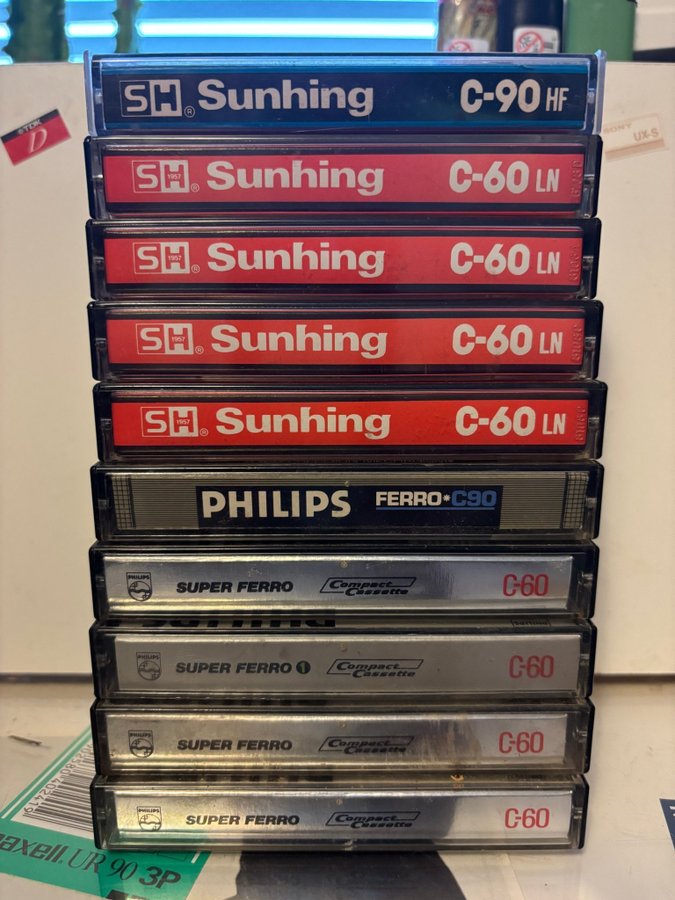 SH® Sunhing C-90 HF
TDK
D
SONY
UX-S
SH 1957 ® Sunhing C-60 LN
SH 1957 ® Sunhing C-60 LN
SH 1957 ® Sunhing C-60 LN
SH 1957 ® Sunhing C-60 LN
PHILIPS FERRO*C90
PHILIPS SUPER FERRO Compact Cassette C-60
PHILIPS SUPER FERRO 1 Compact Cassette C-60
PHILIPS SUPER FERRO Compact Cassette C-60
PHILIPS SUPER FERRO Compact Cassette C-60
maxell. UR 90 3P